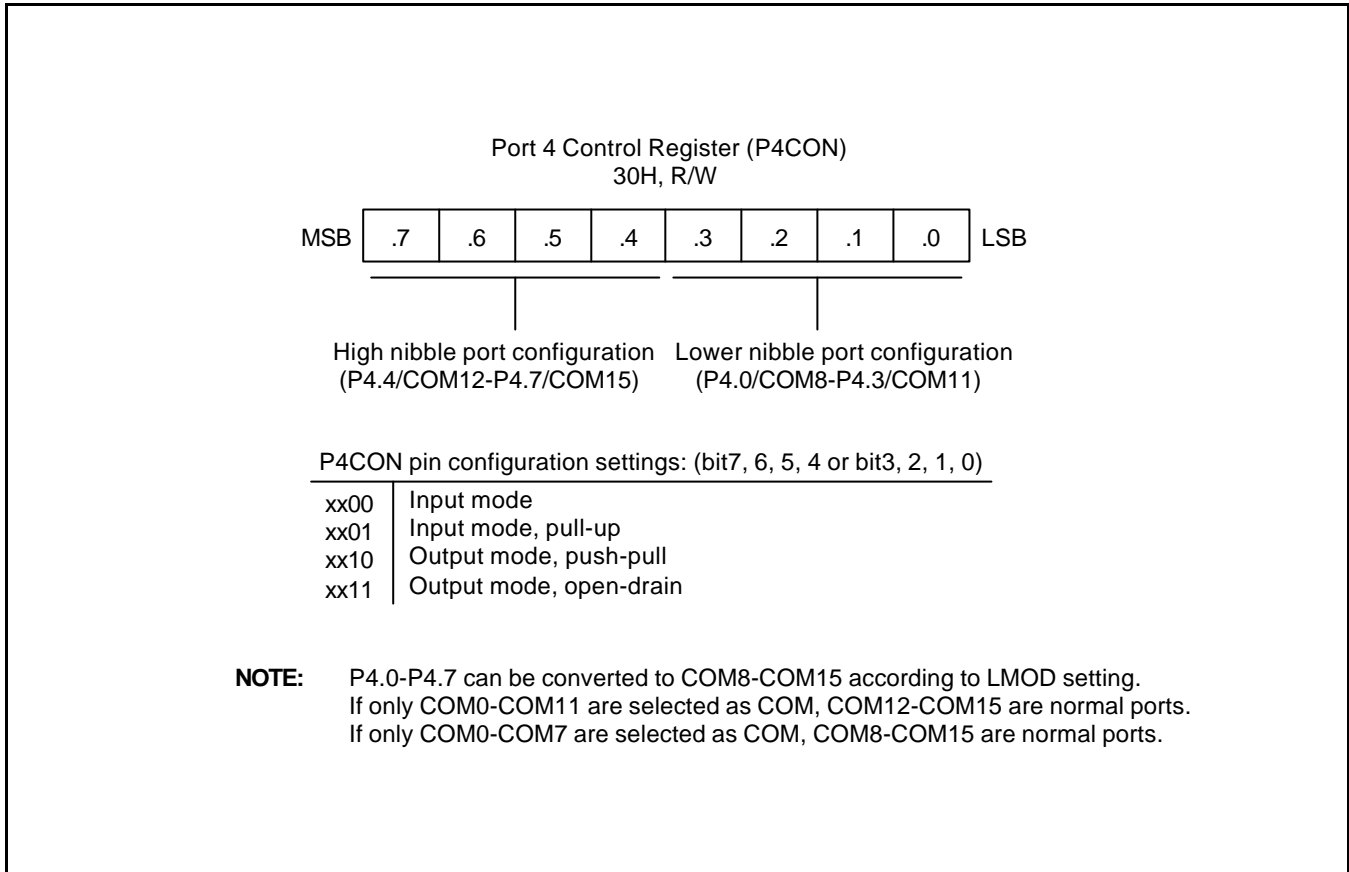 Port 4 Control Register (P4CON)
30H, R/W
MSB .7 .6 .5 .4 .3 .2 .1 .0 LSB
High nibble port configuration
(P4.4/COM12-P4.7/COM15)
Lower nibble port configuration
(P4.0/COM8-P4.3/COM11)
P4CON pin configuration settings: (bit7, 6, 5, 4 or bit3, 2, 1, 0)
xx00 Input mode
xx01 Input mode, pull-up
xx10 Output mode, push-pull
xx11 Output mode, open-drain
NOTE: P4.0-P4.7 can be converted to COM8-COM15 according to LMOD setting.
If only COM0-COM11 are selected as COM, COM12-COM15 are normal ports.
If only COM0-COM7 are selected as COM, COM8-COM15 are normal ports.